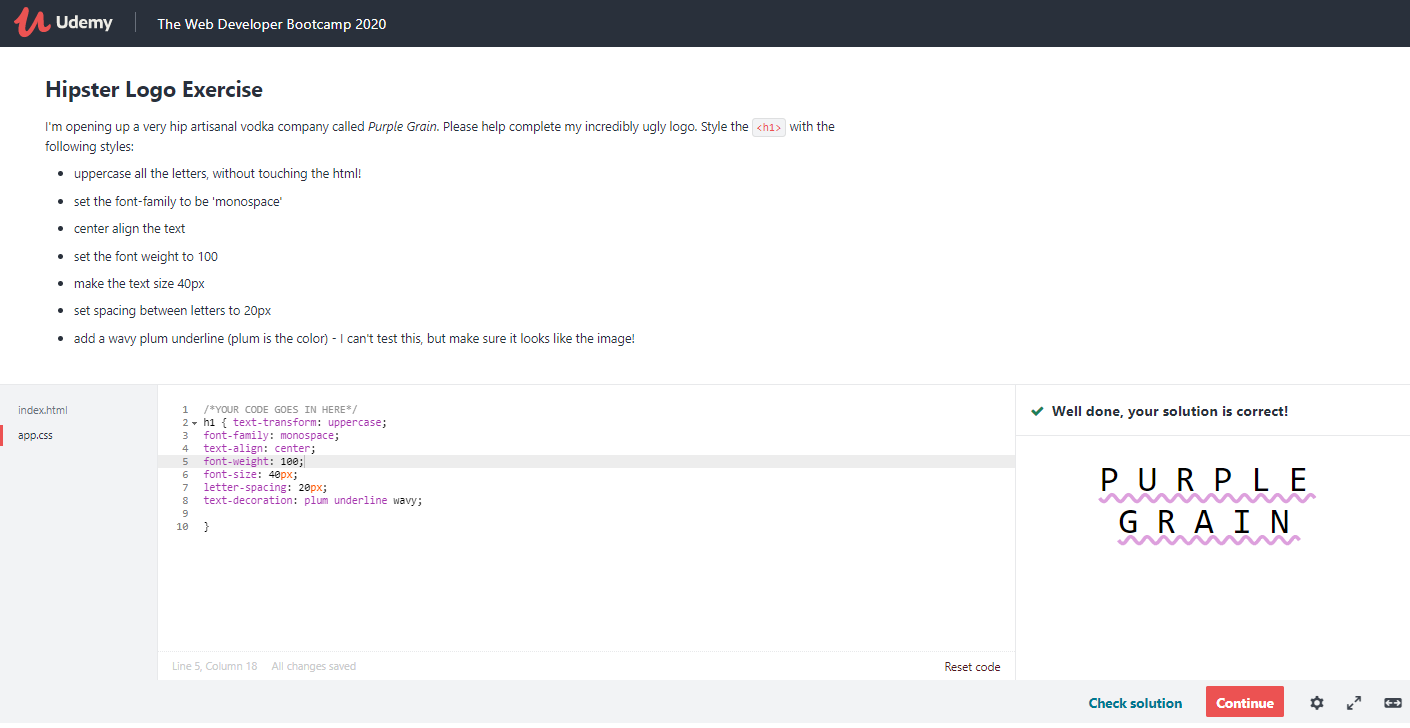 Udemy The Web Developer Bootcamp 2020
Hipster Logo Exercise
I'm opening up a very hip artisanal vodka company called Purple Grain. Please help complete my incredibly ugly logo. Style the <h1> with the
following styles:
uppercase all the letters, without touching the html!
set the font-family to be 'monospace'
center align the text
set the font weight to 100
make the text size 40px
set spacing between letters to 20px
add a wavy plum underline (plum is the color) - I can't test this, but make sure it looks like the image!
index.html
app.css
1 /*YOUR CODE GOES IN HERE*/
2 h1 { text-transform: uppercase;
3 font-family: monospace;
4 text-align: center;
5 font-weight: 100;
6 font-size: 40px;
7 letter-spacing: 20px;
8 text-decoration: plum underline wavy;
9
10 }
Line 5, Column 18 All changes saved
Reset code
Well done, your solution is correct!
PURPLE
GRAIN
Check solution
Continue